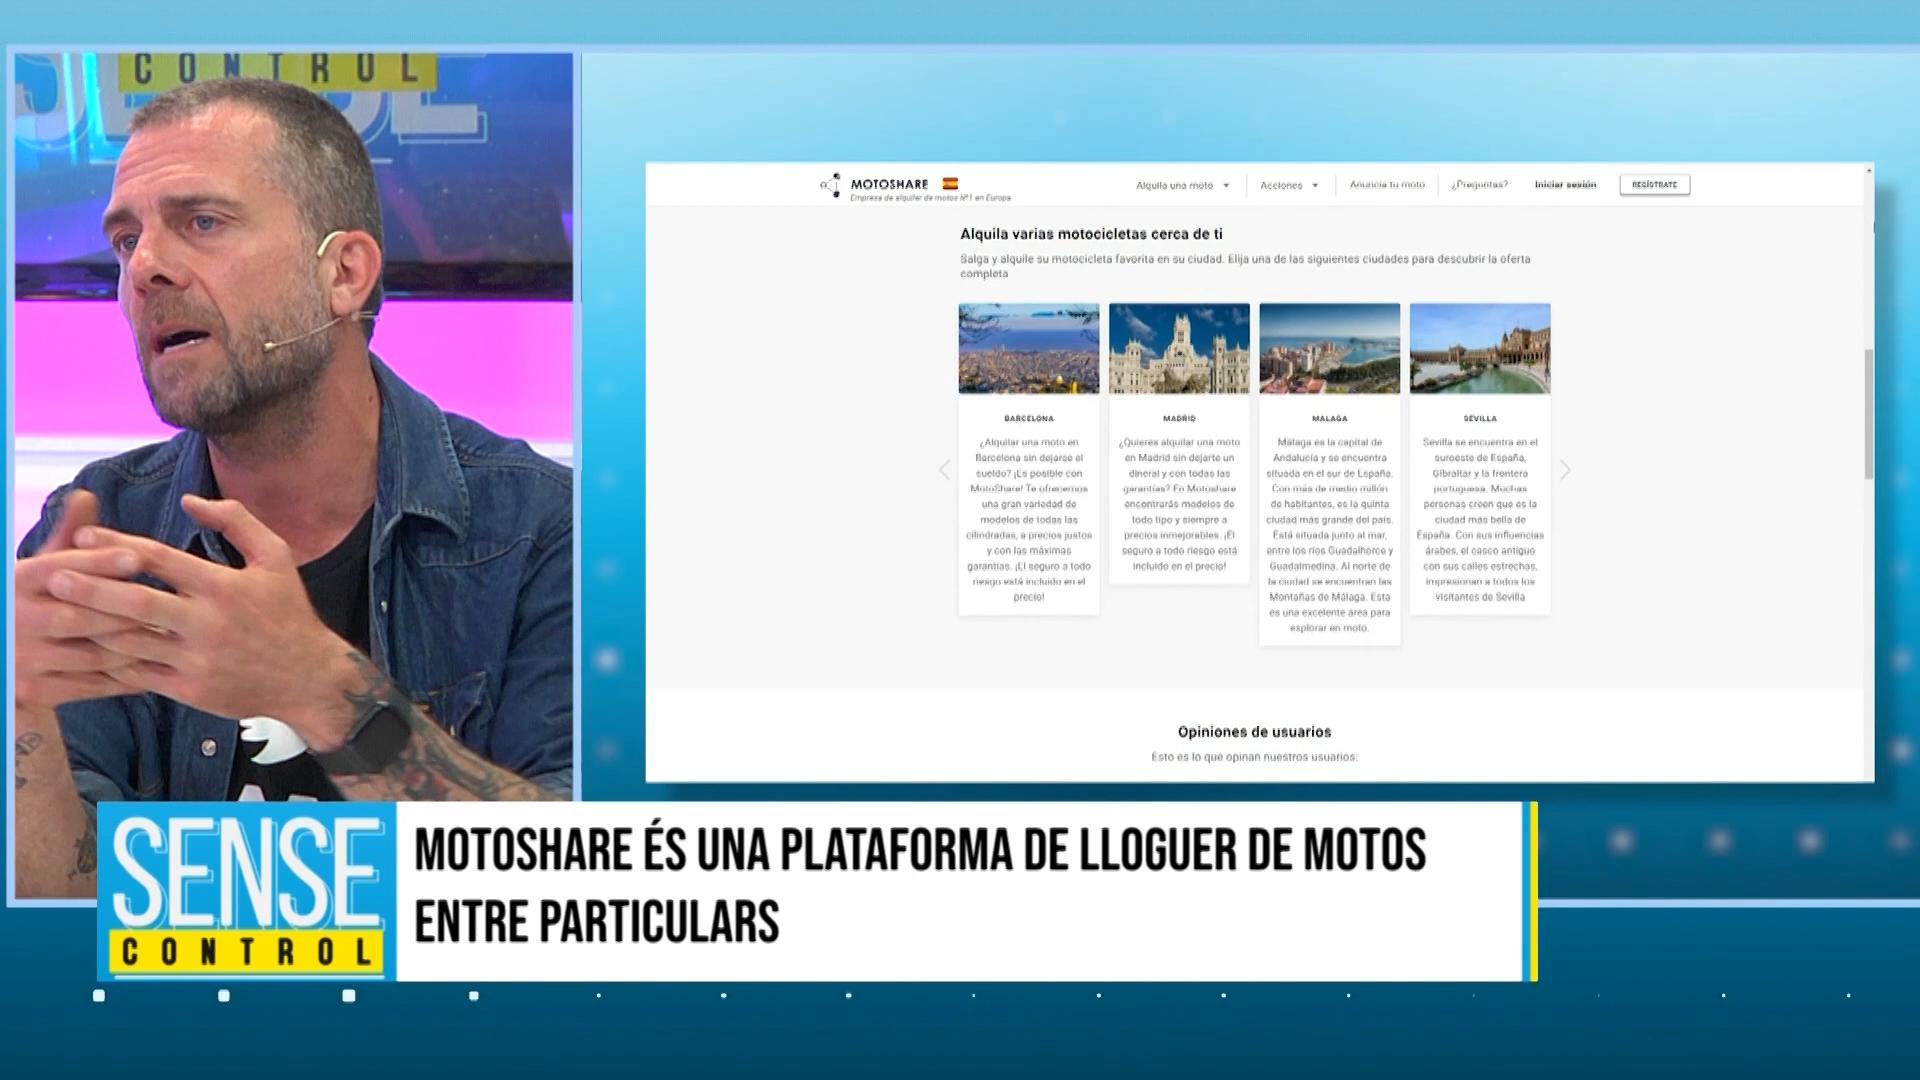 CONTROL
SENSE
MOTOSHARE
Empresa de alquiler de motos Nº1 en Europa
Alquila una moto
Acciones
Anuncia tu moto
¿Preguntas?
Iniciar sesión
REGÍSTRATE
Alquila varias motocicletas cerca de ti
Salga y alquile su motocicleta favorita en su ciudad. Elija una de las siguientes ciudades para descubrir la oferta
completa
BARCELONA
¿Alquilar una moto en
Barcelona sin dejarse el
sueldo? ¡Es posible con
MotoShare! Te ofrecemos
una gran variedad de
modelos de todas las
cilindradas, a precios justos
y con las máximas
garantías. ¡El seguro a todo
riesgo está incluido en el
precio!
MADRID
¿Quieres alquilar una moto
en Madrid sin dejarte un
dineral y con todas las
garantías? En Motoshare
encontrarás modelos de
todo tipo y siempre a
precios inmejorables. ¡El
seguro a todo riesgo está
incluido en el precio!
MALAGA
Málaga es la capital de
Andalucía y se encuentra
situada en el sur de España.
Con más de medio millón
de habitantes, es la quinta
ciudad más grande del país.
Está situada junto al mar,
entre los ríos Guadalhorce y
Guadalmedina. Al norte de
la ciudad se encuentran las
Montañas de Málaga. Esta
es una excelente área para
explorar en moto.
SEVILLA
Sevilla se encuentra en el
suroeste de España,
Gibraltar y la frontera
portuguesa. Muchas
personas creen que es la
ciudad más bella de
España. Con sus influencias
árabes, el casco antiguo
con sus calles estrechas,
impresionan a todos los
visitantes de Sevilla
Opiniones de usuarios
Esto es lo que opinan nuestros usuarios:
SENSE
CONTROL
MOTOSHARE ÉS UNA PLATAFORMA DE LLOGUER DE MOTOS
ENTRE PARTICULARS